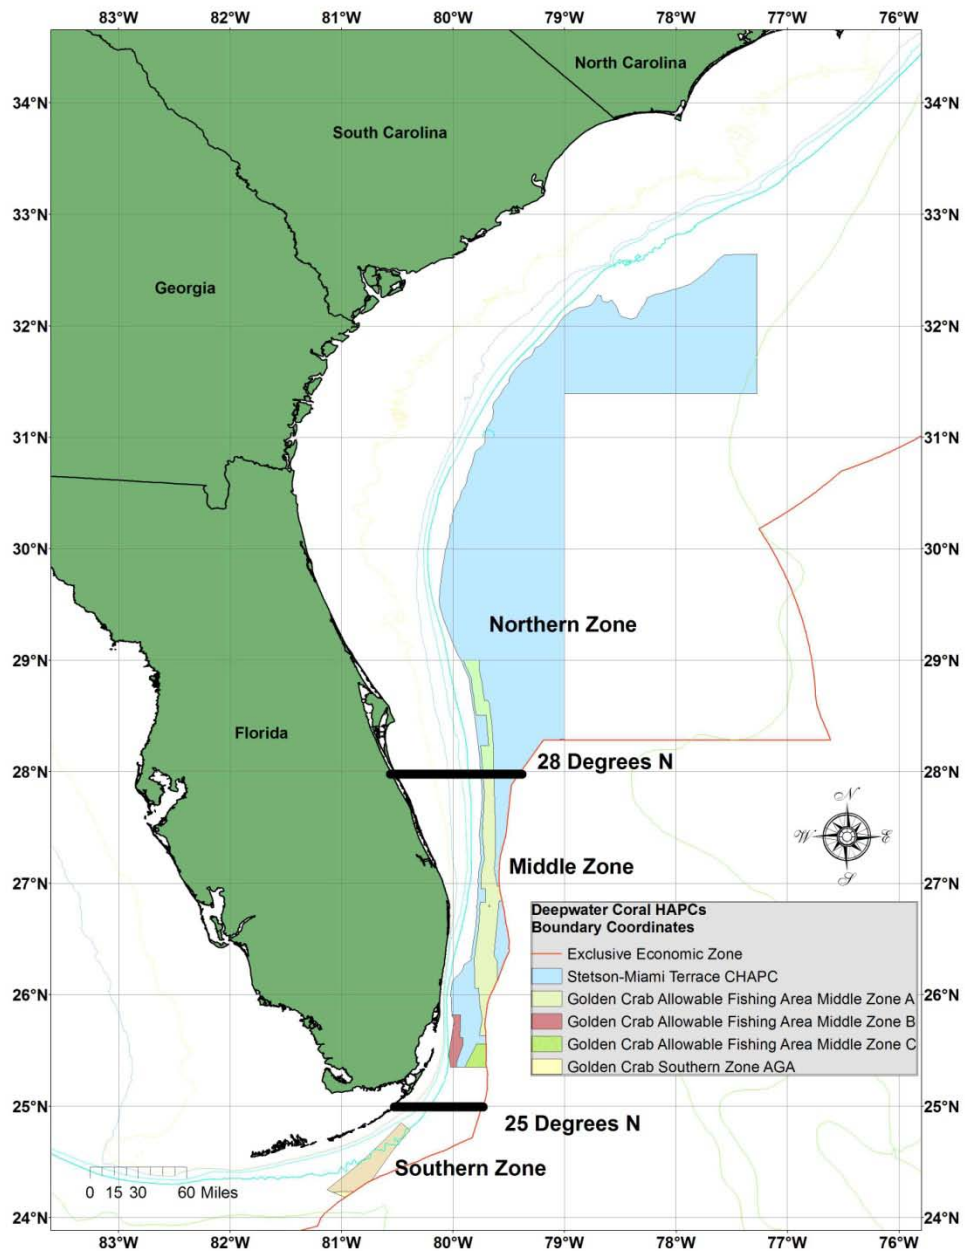 83°W 82°W 81°W 80°W 79°W 78°W 77°W 76°W
North Carolina
34°N 34°N
South Carolina
33°N 33°N
Georgia
32°N 32°N
31°N 31°N
30°N 30°N
Northern Zone
29°N 29°N
Florida
28 Degrees N
28°N 28°N
N
W E
S
Middle Zone
27°N 27°N
Deepwater Coral HAPCs
Boundary Coordinates
Exclusive Economic Zone
Stetson-Miami Terrace CHAPC
Golden Crab Allowable Fishing Area Middle Zone A
Golden Crab Allowable Fishing Area Middle Zone B
Golden Crab Allowable Fishing Area Middle Zone C
Golden Crab Southern Zone AGA
26°N 26°N
25°N 25°N
25 Degrees N
Southern Zone
0 15 30 60 Miles
24°N 24°N
83°W 82°W 81°W 80°W 79°W 78°W 77°W 76°W